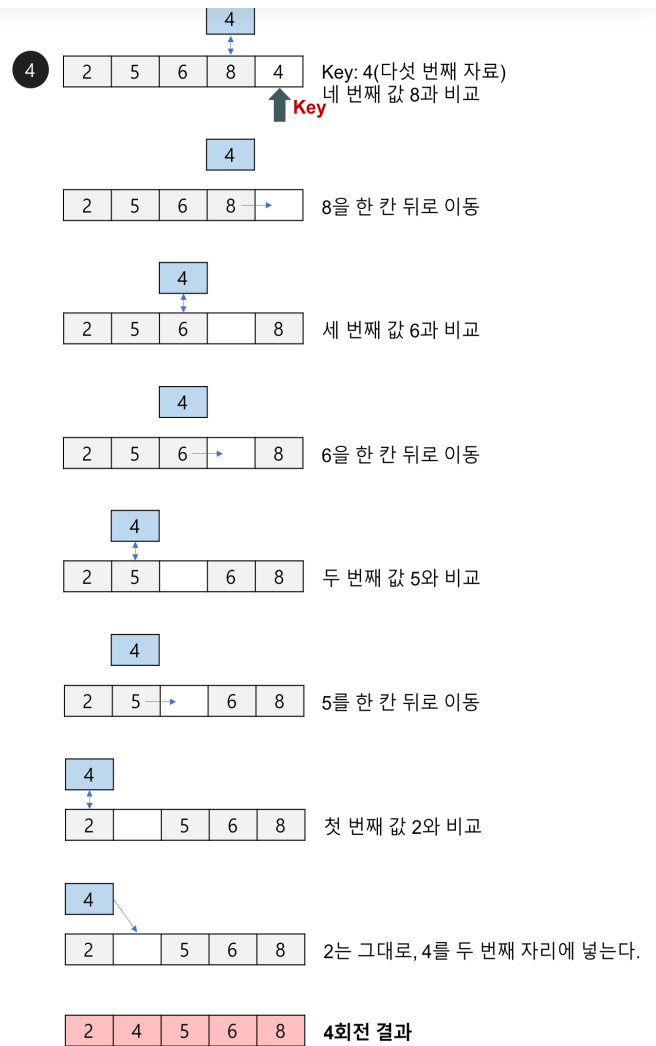 4
4
2 5 6 8 4
Key: 4(다섯 번째 자료)
네 번째 값 8과 비교
Key
4
2 5 6 8
8을 한 칸 뒤로 이동
4
2 5 6 8
세 번째 값 6과 비교
4
2 5 6 8
6을 한 칸 뒤로 이동
4
2 5 6 8
두 번째 값 5와 비교
4
2 5 6 8
5를 한 칸 뒤로 이동
4
2 5 6 8
첫 번째 값 2와 비교
4
2 5 6 8
2는 그대로, 4를 두 번째 자리에 넣는다.
2 4 5 6 8
4회전 결과